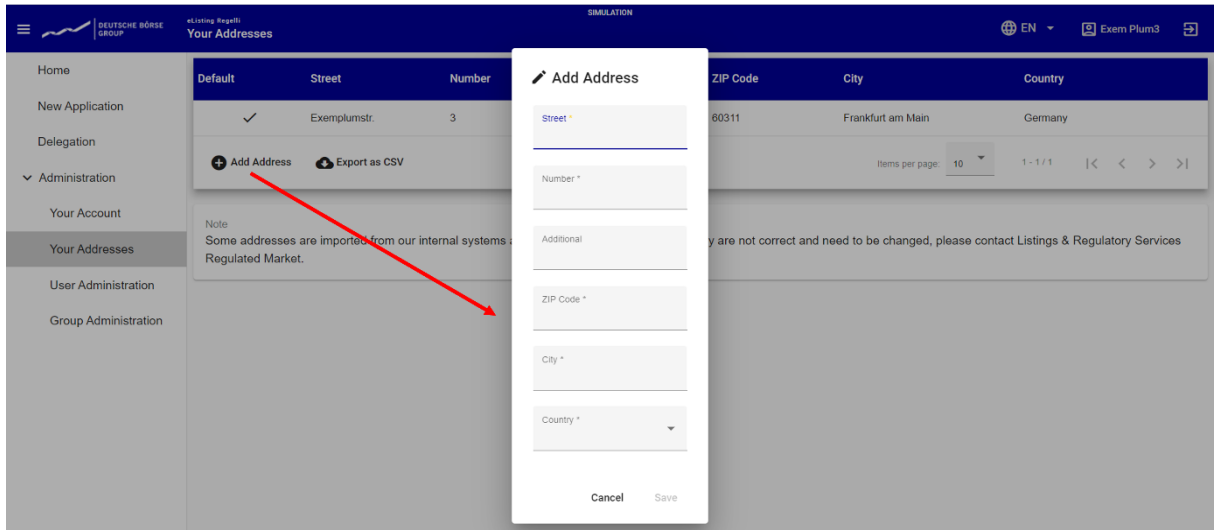 SIMULATION
DEUTSCHE BÖRSE
GROUP
eListing Regelli
Your Addresses
EN
Exem Plum3
Home
New Application
Delegation
Administration
Your Account
Your Addresses
User Administration
Group Administration
Default Street Number ZIP Code City Country
Exemplumstr. 3 60311 Frankfurt am Main Germany
Add Address Export as CSV Items per page: 10 1 - 1 / 1
Note
Some addresses are imported from our internal systems y are not correct and need to be changed, please contact Listings & Regulatory Services
Regulated Market.
Add Address
Street *
Number *
Additional
ZIP Code *
City *
Country *
Cancel Save